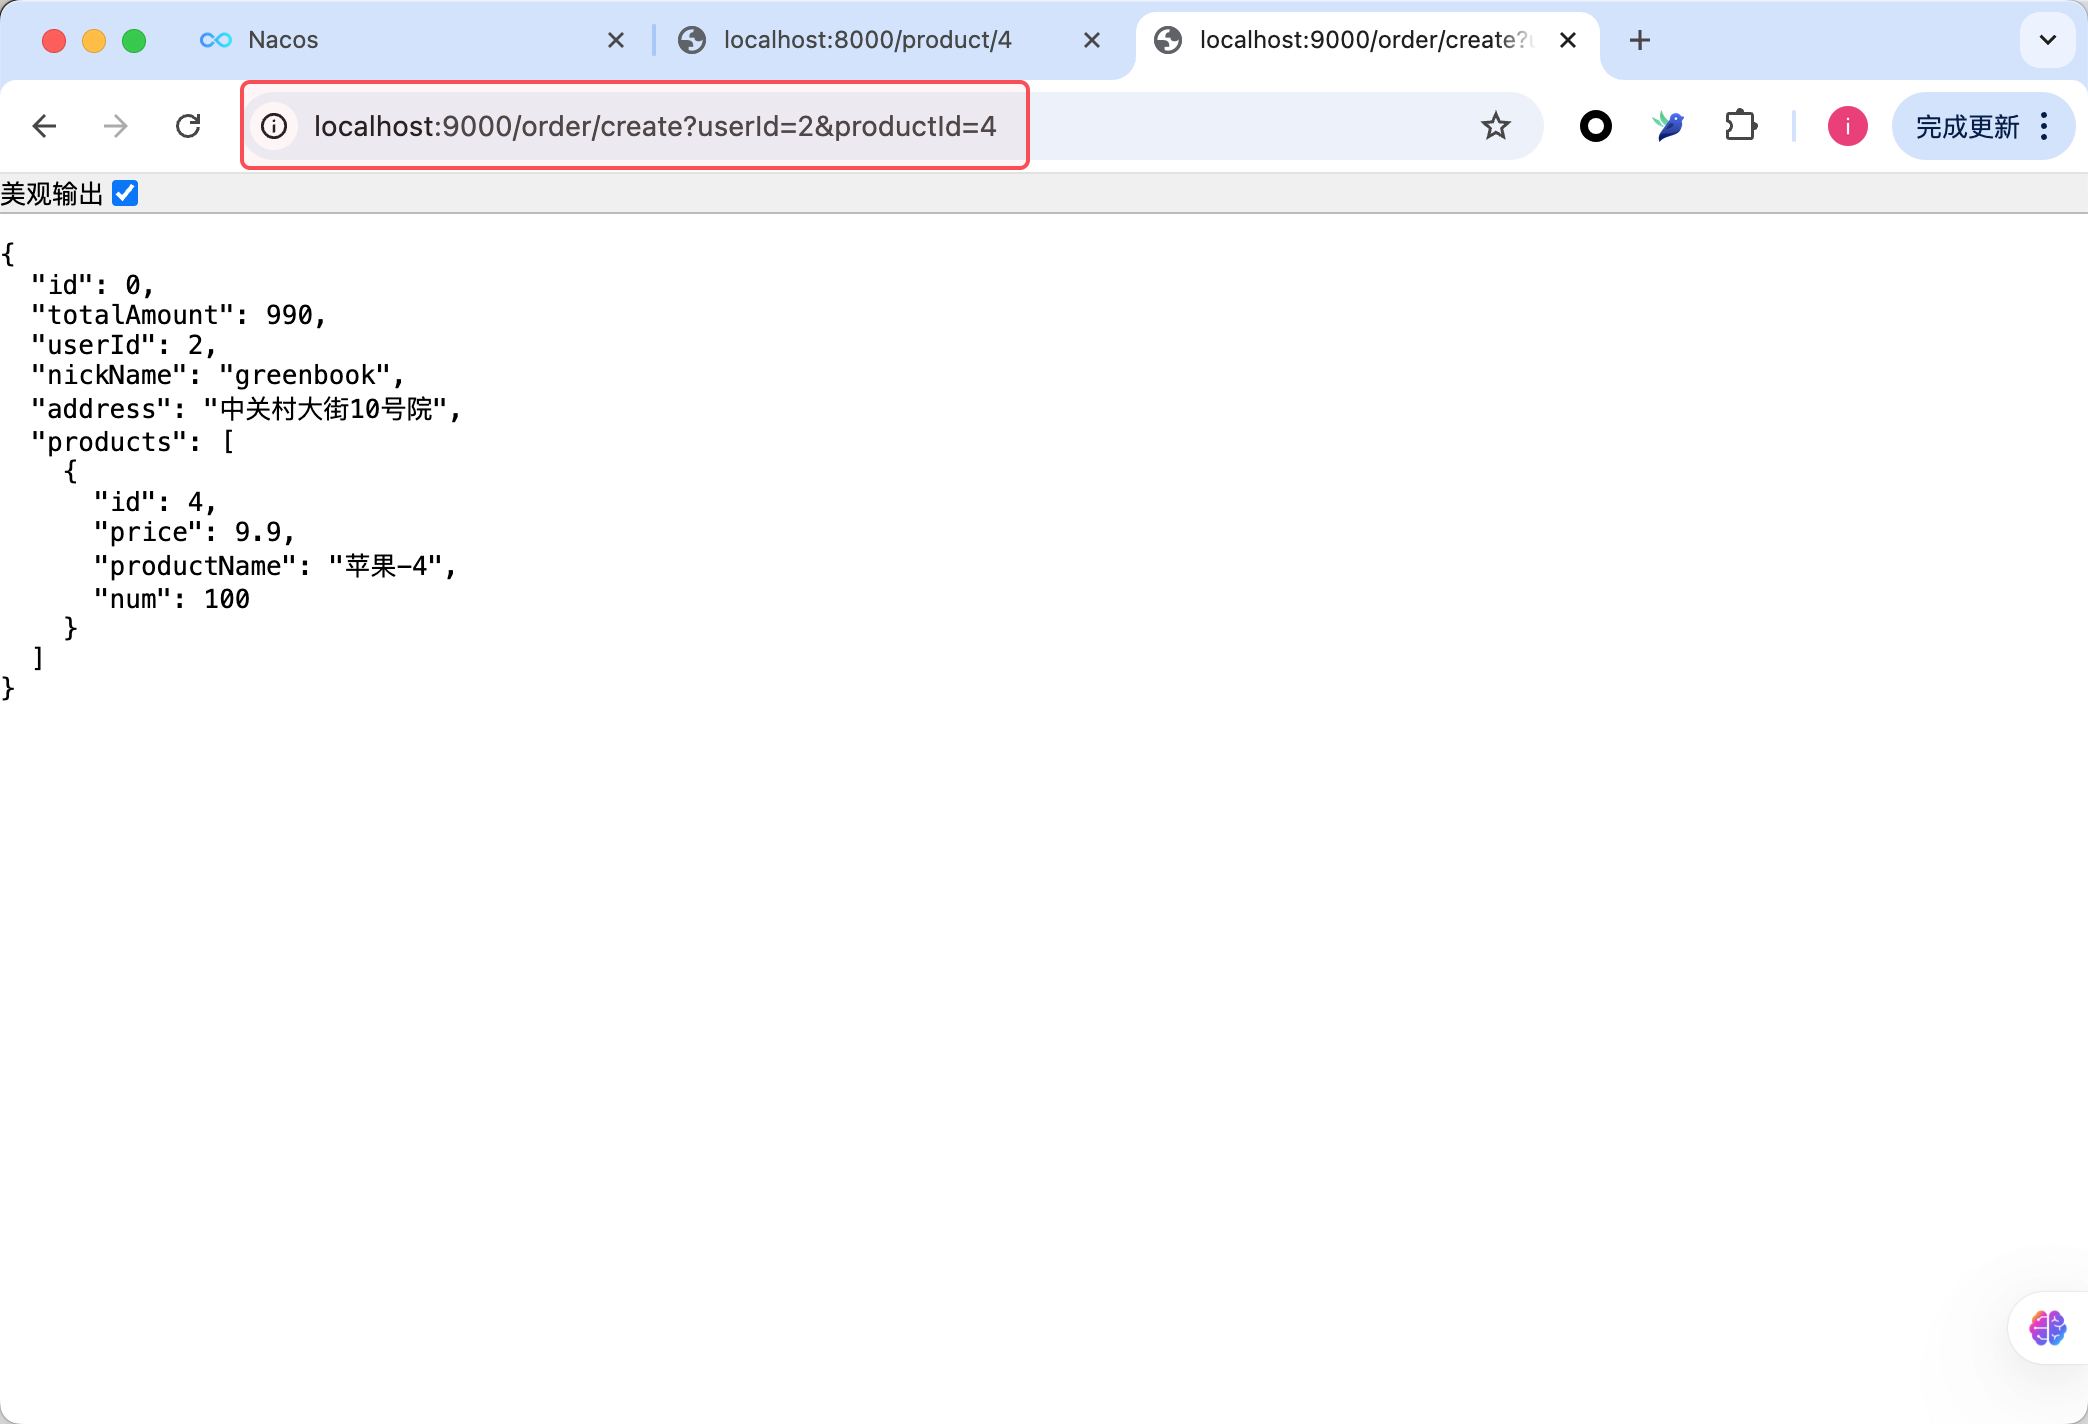 Nacos
localhost:8000/product/4
localhost:9000/order/create?
localhost:9000/order/create?userId=2&productId=4
i
完成更新
美观输出
{
  "id": 0,
  "totalAmount": 990,
  "userId": 2,
  "nickName": "greenbook",
  "address": "中关村大街10号院",
  "products": [
    {
      "id": 4,
      "price": 9.9,
      "productName": "苹果-4",
      "num": 100
    }
  ]
}